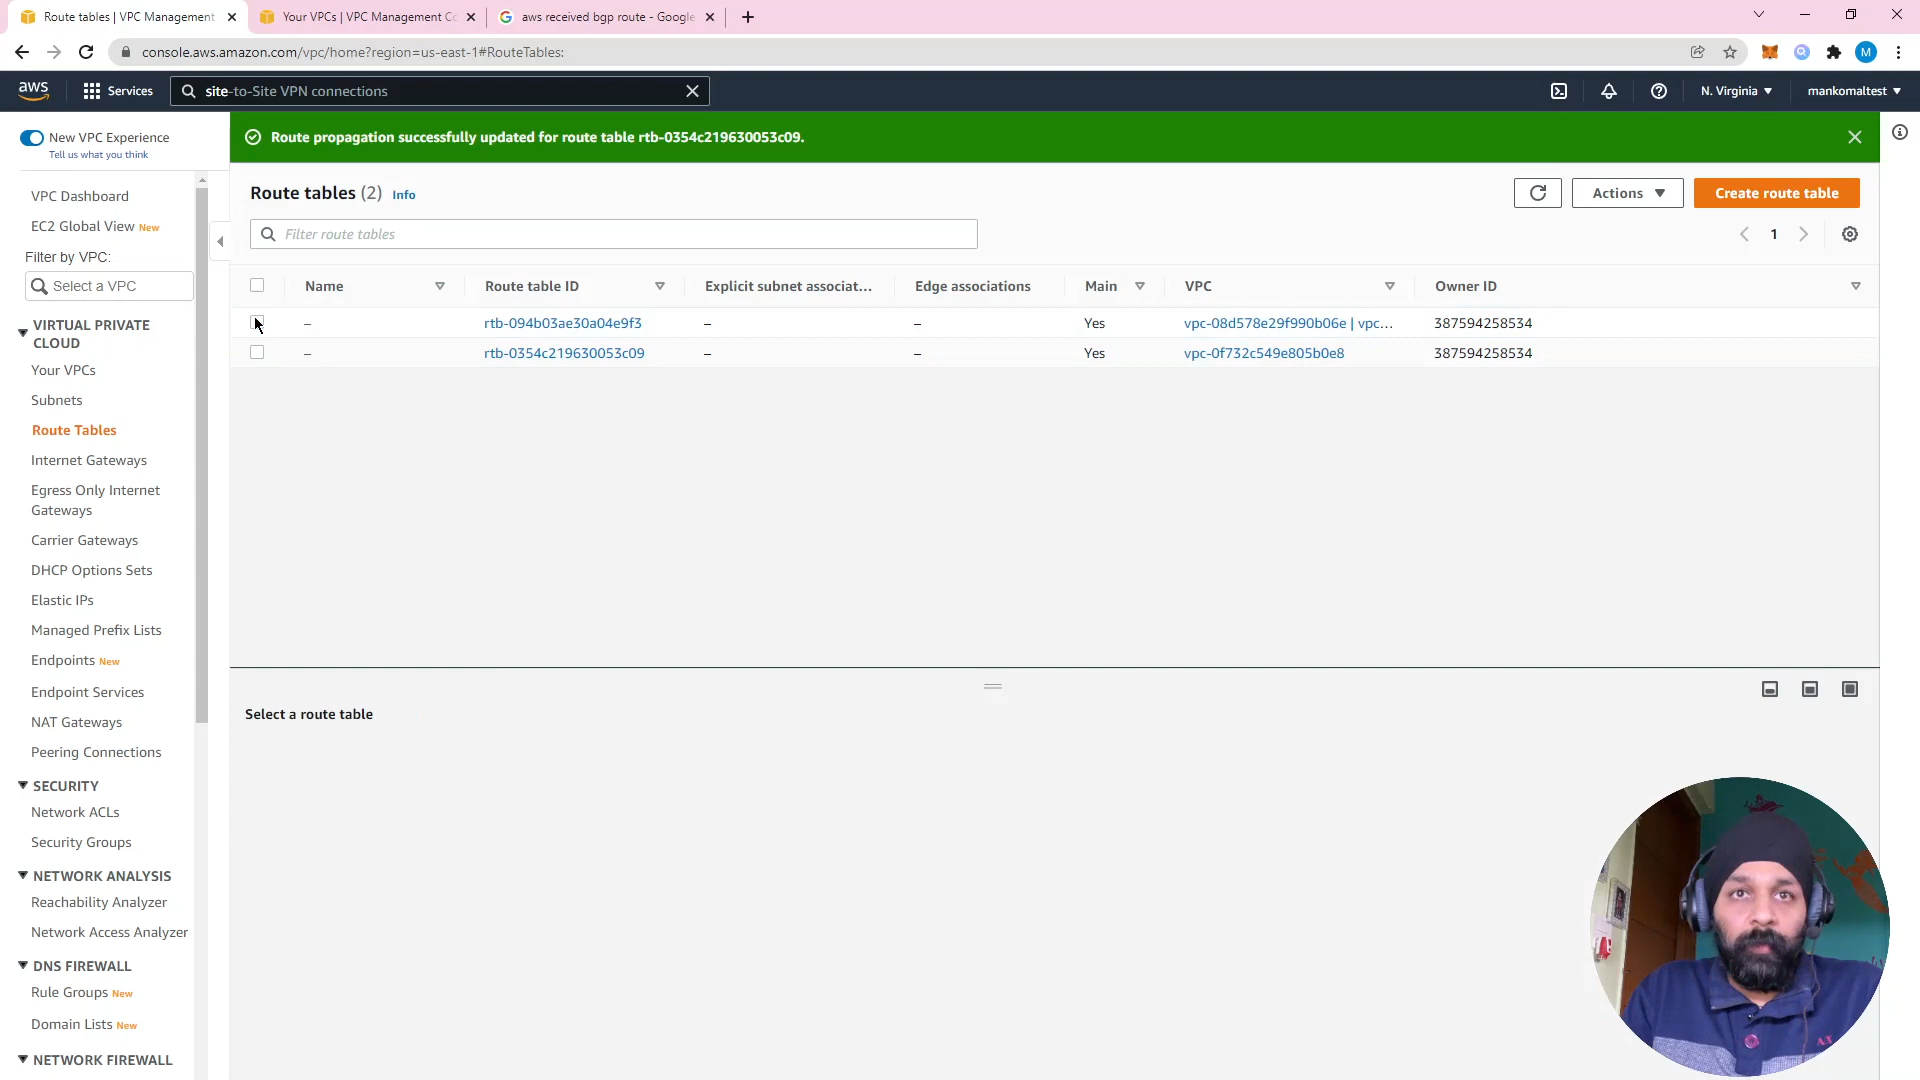 Route tables | VPC Management
Your VPCs | VPC Management Co
aws received bgp route - Google
console.aws.amazon.com/vpc/home?region=us-east-1#RouteTables:
M
aws
Services
site-to-Site VPN connections
N. Virginia
mankomaltest
New VPC Experience
Tell us what you think
Route propagation successfully updated for route table rtb-0354c219630053c09.
VPC Dashboard
EC2 Global View New
Filter by VPC:
Select a VPC
VIRTUAL PRIVATE
CLOUD
Your VPCs
Subnets
Route Tables
Internet Gateways
Egress Only Internet
Gateways
Carrier Gateways
DHCP Options Sets
Elastic IPs
Managed Prefix Lists
Endpoints New
Endpoint Services
NAT Gateways
Peering Connections
SECURITY
Network ACLs
Security Groups
NETWORK ANALYSIS
Reachability Analyzer
Network Access Analyzer
DNS FIREWALL
Rule Groups New
Domain Lists New
NETWORK FIREWALL
Route tables (2) Info
Actions
Create route table
Filter route tables
1
Name Route table ID Explicit subnet associat... Edge associations Main VPC Owner ID
– rtb-094b03ae30a04e9f3 – – Yes vpc-08d578e29f990b06e | vpc... 387594258534
– rtb-0354c219630053c09 – – Yes vpc-0f732c549e805b0e8 387594258534
Select a route table